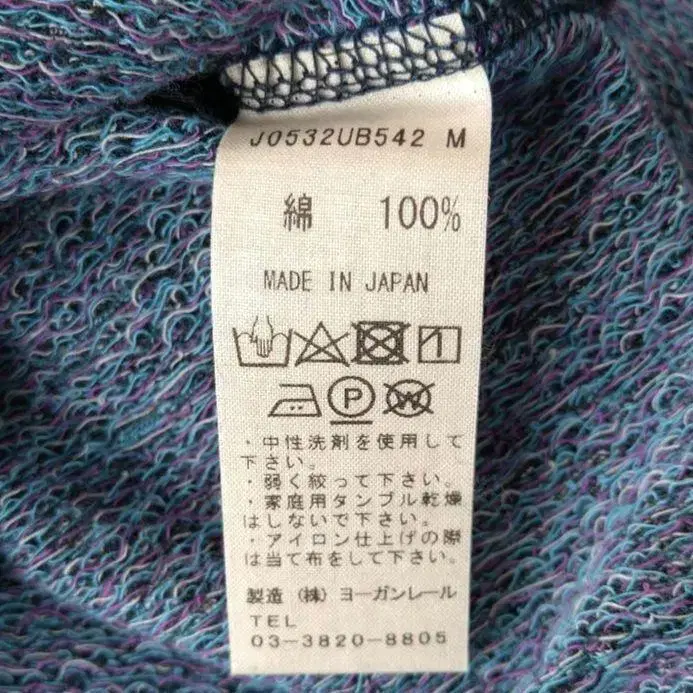 J0532UB542 M
綿 100%
MADE IN JAPAN
P W
・中性洗剤を使用して
下さい。
・弱く絞って下さい。
・家庭用タンブル乾燥
はしないで下さい。
・アイロン仕上げの際
は当て布をして下さい。
製造 (株) ヨーガンレール
TEL
03-3820-8805